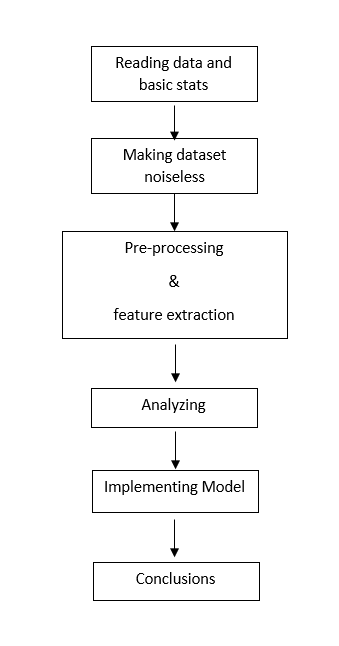 Reading data and
basic stats
Making dataset
noiseless
Pre-processing
&
feature extraction
Analyzing
Implementing Model
Conclusions